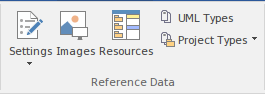 Settings
Images
Resources
UML Types
Project Types
Reference Data